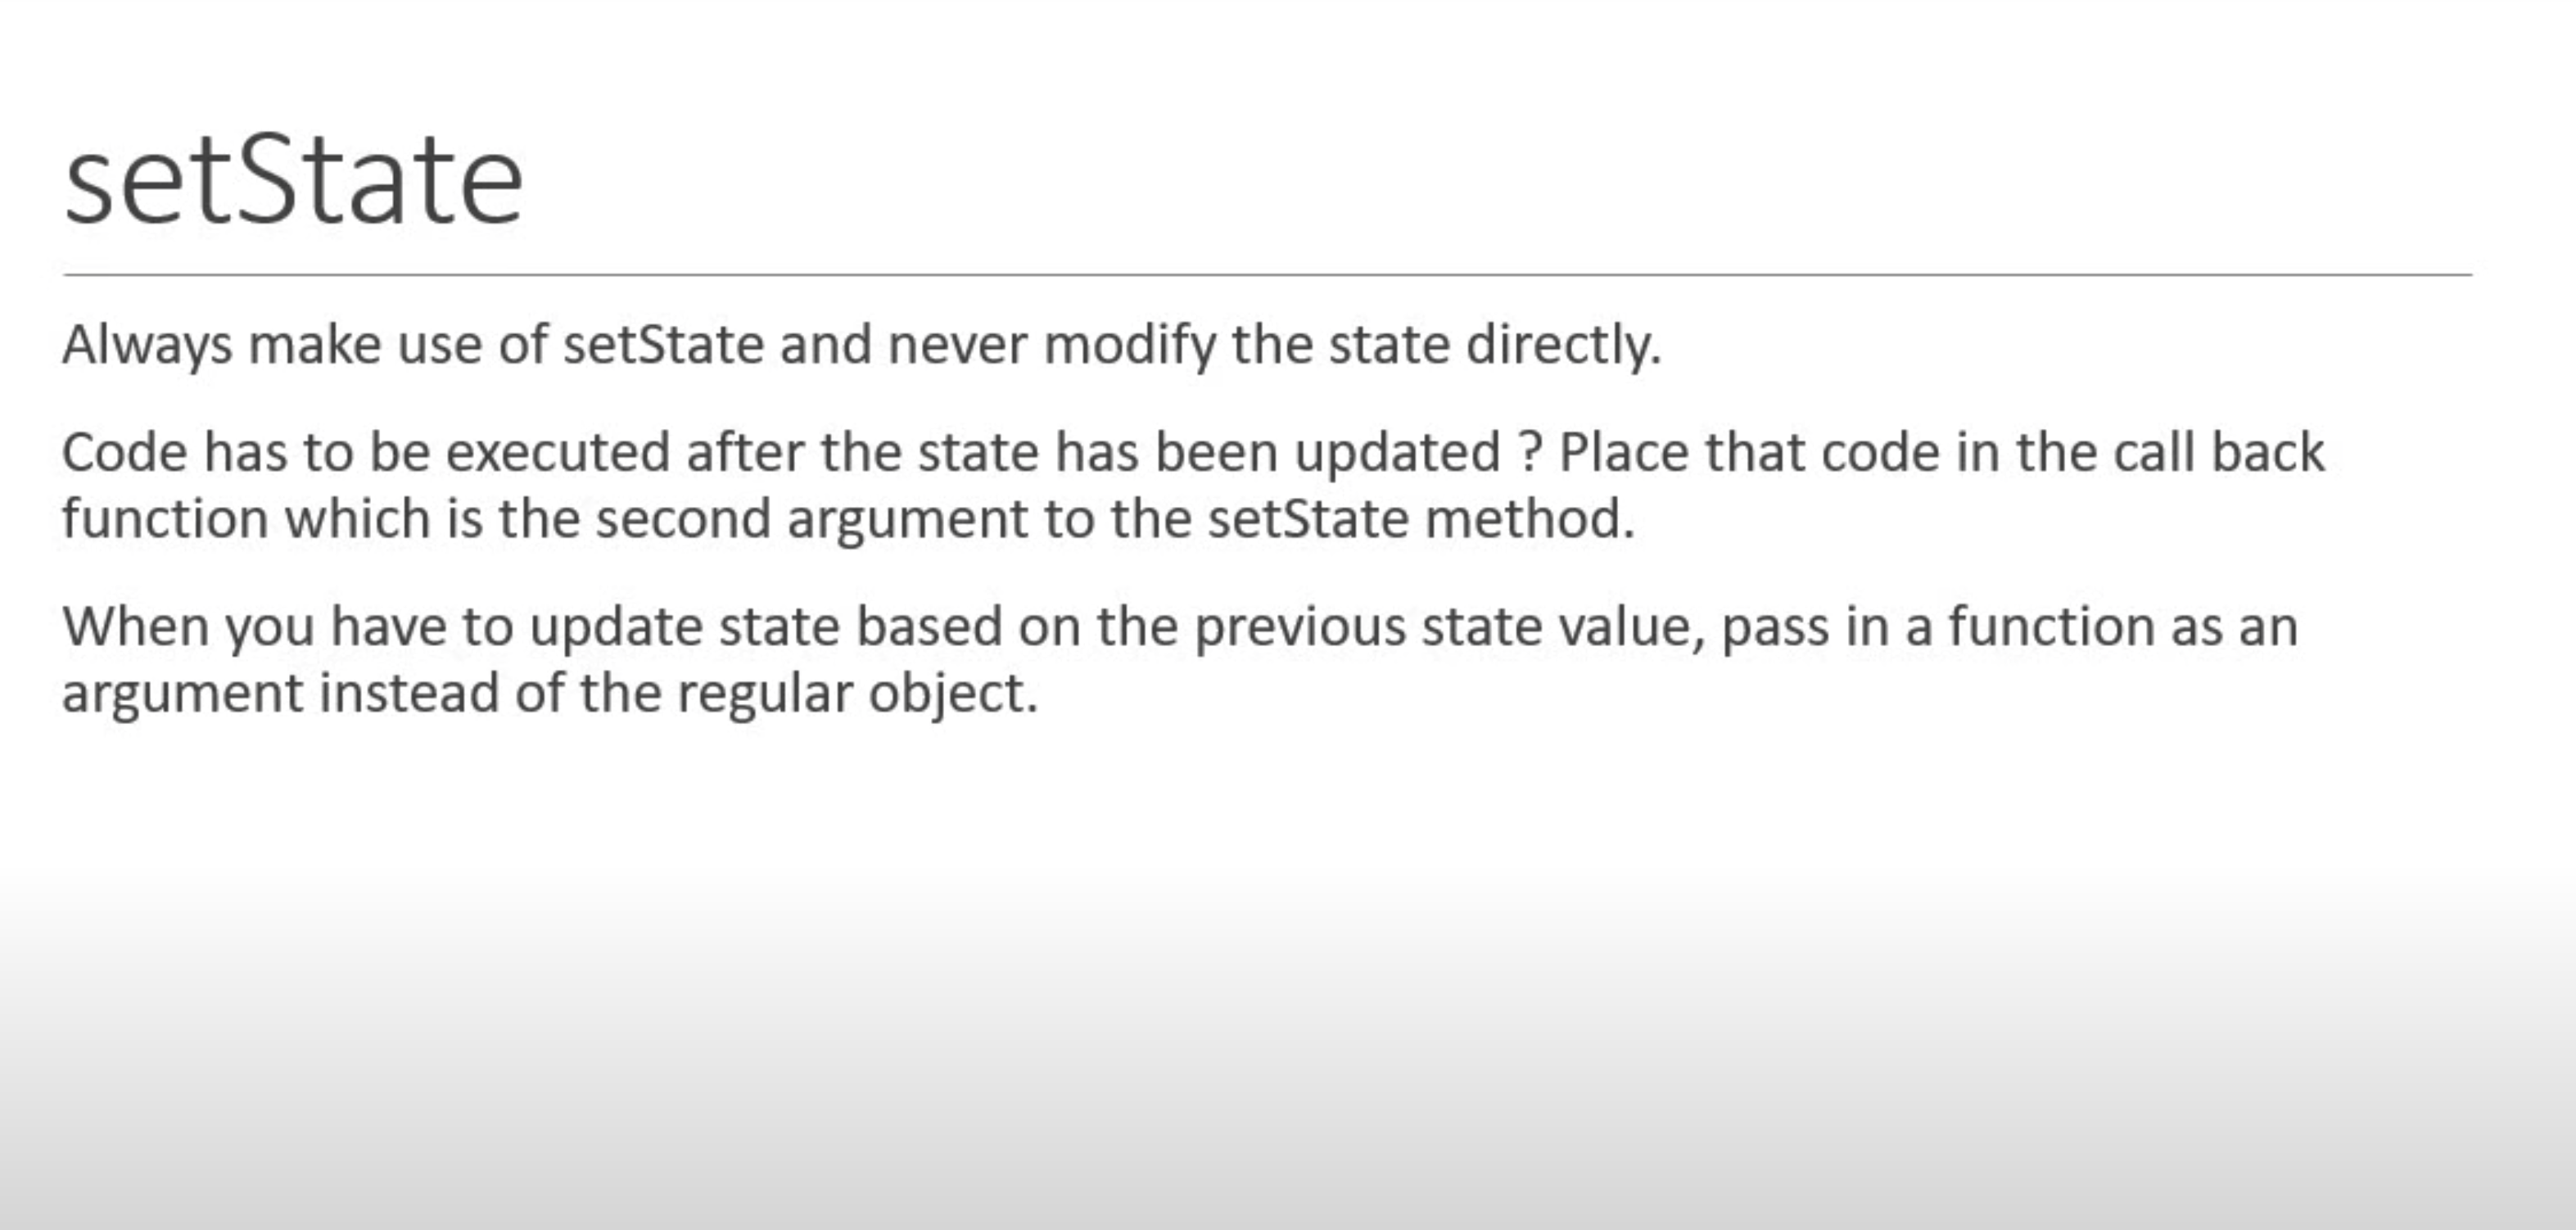 setState
Always make use of setState and never modify the state directly.
Code has to be executed after the state has been updated ? Place that code in the call back
function which is the second argument to the setState method.
When you have to update state based on the previous state value, pass in a function as an
argument instead of the regular object.